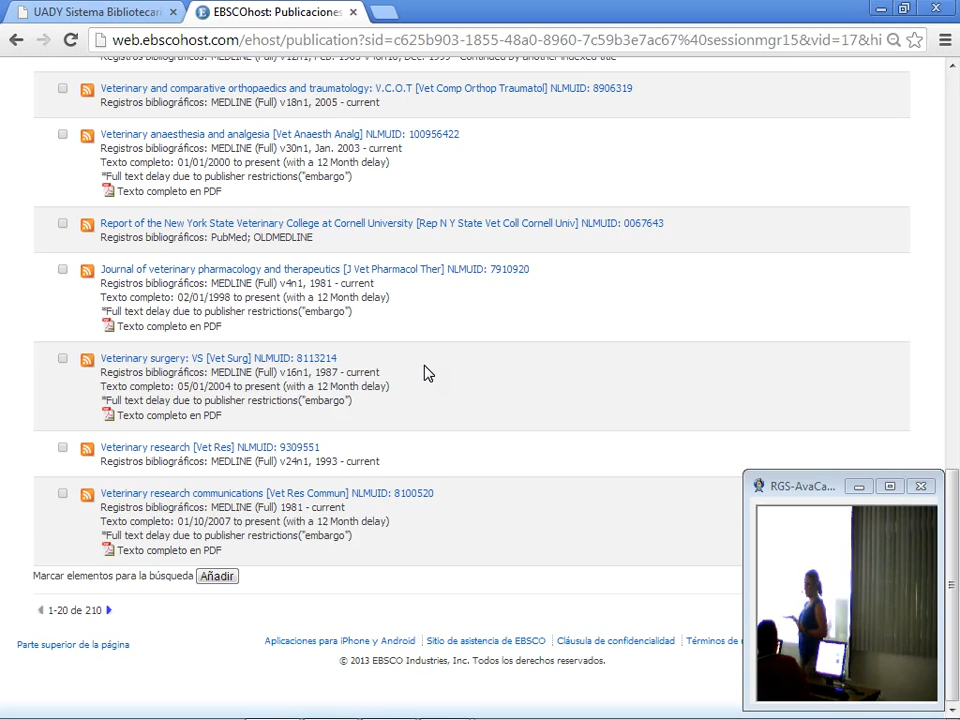 UADY Sistema Bibliotecari
EBSCOhost: Publicaciones
web.ebscohost.com/ehost/publication?sid=c625b903-1855-48a0-8960-7c59b3e7ac67%40sessionmgr15&vid=17&hi
Veterinary and comparative orthopaedics and traumatology: V.C.O.T [Vet Comp Orthop Traumatol] NLMUID: 8906319
Registros bibliográficos: MEDLINE (Full) v18n1, 2005 - current
Veterinary anaesthesia and analgesia [Vet Anaesth Analg] NLMUID: 100956422
Registros bibliográficos: MEDLINE (Full) v30n1, Jan. 2003 - current
Texto completo: 01/01/2000 to present (with a 12 Month delay)
*Full text delay due to publisher restrictions("embargo")
Texto completo en PDF
Report of the New York State Veterinary College at Cornell University [Rep N Y State Vet Coll Cornell Univ] NLMUID: 0067643
Registros bibliográficos: PubMed; OLDMEDLINE
Journal of veterinary pharmacology and therapeutics [J Vet Pharmacol Ther] NLMUID: 7910920
Registros bibliográficos: MEDLINE (Full) v4n1, 1981 - current
Texto completo: 02/01/1998 to present (with a 12 Month delay)
*Full text delay due to publisher restrictions("embargo")
Texto completo en PDF
Veterinary surgery: VS [Vet Surg] NLMUID: 8113214
Registros bibliográficos: MEDLINE (Full) v16n1, 1987 - current
Texto completo: 05/01/2004 to present (with a 12 Month delay)
*Full text delay due to publisher restrictions("embargo")
Texto completo en PDF
Veterinary research [Vet Res] NLMUID: 9309551
Registros bibliográficos: MEDLINE (Full) v24n1, 1993 - current
Veterinary research communications [Vet Res Commun] NLMUID: 8100520
Registros bibliográficos: MEDLINE (Full) 1981 - current
Texto completo: 01/10/2007 to present (with a 12 Month delay)
*Full text delay due to publisher restrictions("embargo")
Texto completo en PDF
RGS-AvaCa...
Marcar elementos para la búsqueda Añadir
1-20 de 210
Parte superior de la página
Aplicaciones para iPhone y Android | Sitio de asistencia de EBSCO | Cláusula de confidencialidad | Términos de
© 2013 EBSCO Industries, Inc. Todos los derechos reservados.